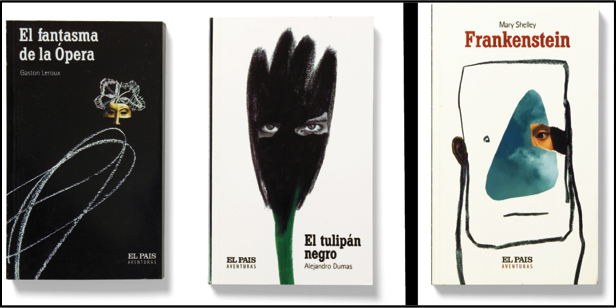 El fantasma
de la Ópera
Gaston Leroux
EL PAIS
AVENTURAS
El tulipán
negro
Alejandro Dumas
EL PAIS
AVENTURAS
Mary Shelley
Frankenstein
EL PAIS
AVENTURAS